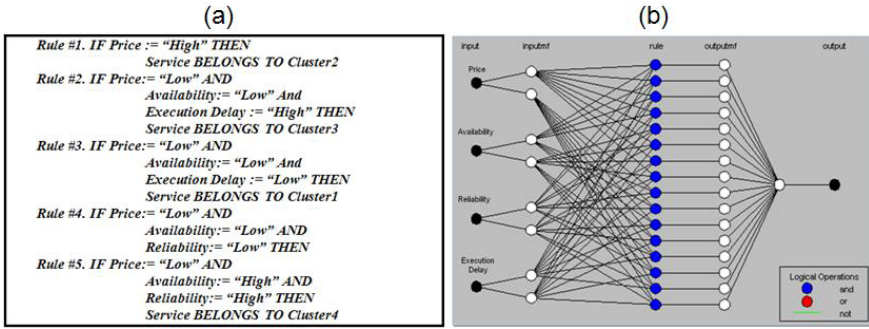 (a)
Rule #1. IF Price := “High” THEN
Service BELONGS TO Cluster2
Rule #2. IF Price:= “Low” AND
Availability:= “Low” And
Execution Delay := “High” THEN
Service BELONGS TO Cluster3
Rule #3. IF Price:= “Low” AND
Availability:= “Low” And
Execution Delay := “Low” THEN
Service BELONGS TO Cluster1
Rule #4. IF Price:= “Low” AND
Availability:= “Low” AND
Reliability:= “Low” THEN
Rule #5. IF Price:= “Low” AND
Availability:= “High” AND
Reliability:= “High” THEN
Service BELONGS TO Cluster4
(b)
input inputmf rule outputmf output
Price
Availability
Reliability
Execution
Delay
Logical Operations
and
or
not